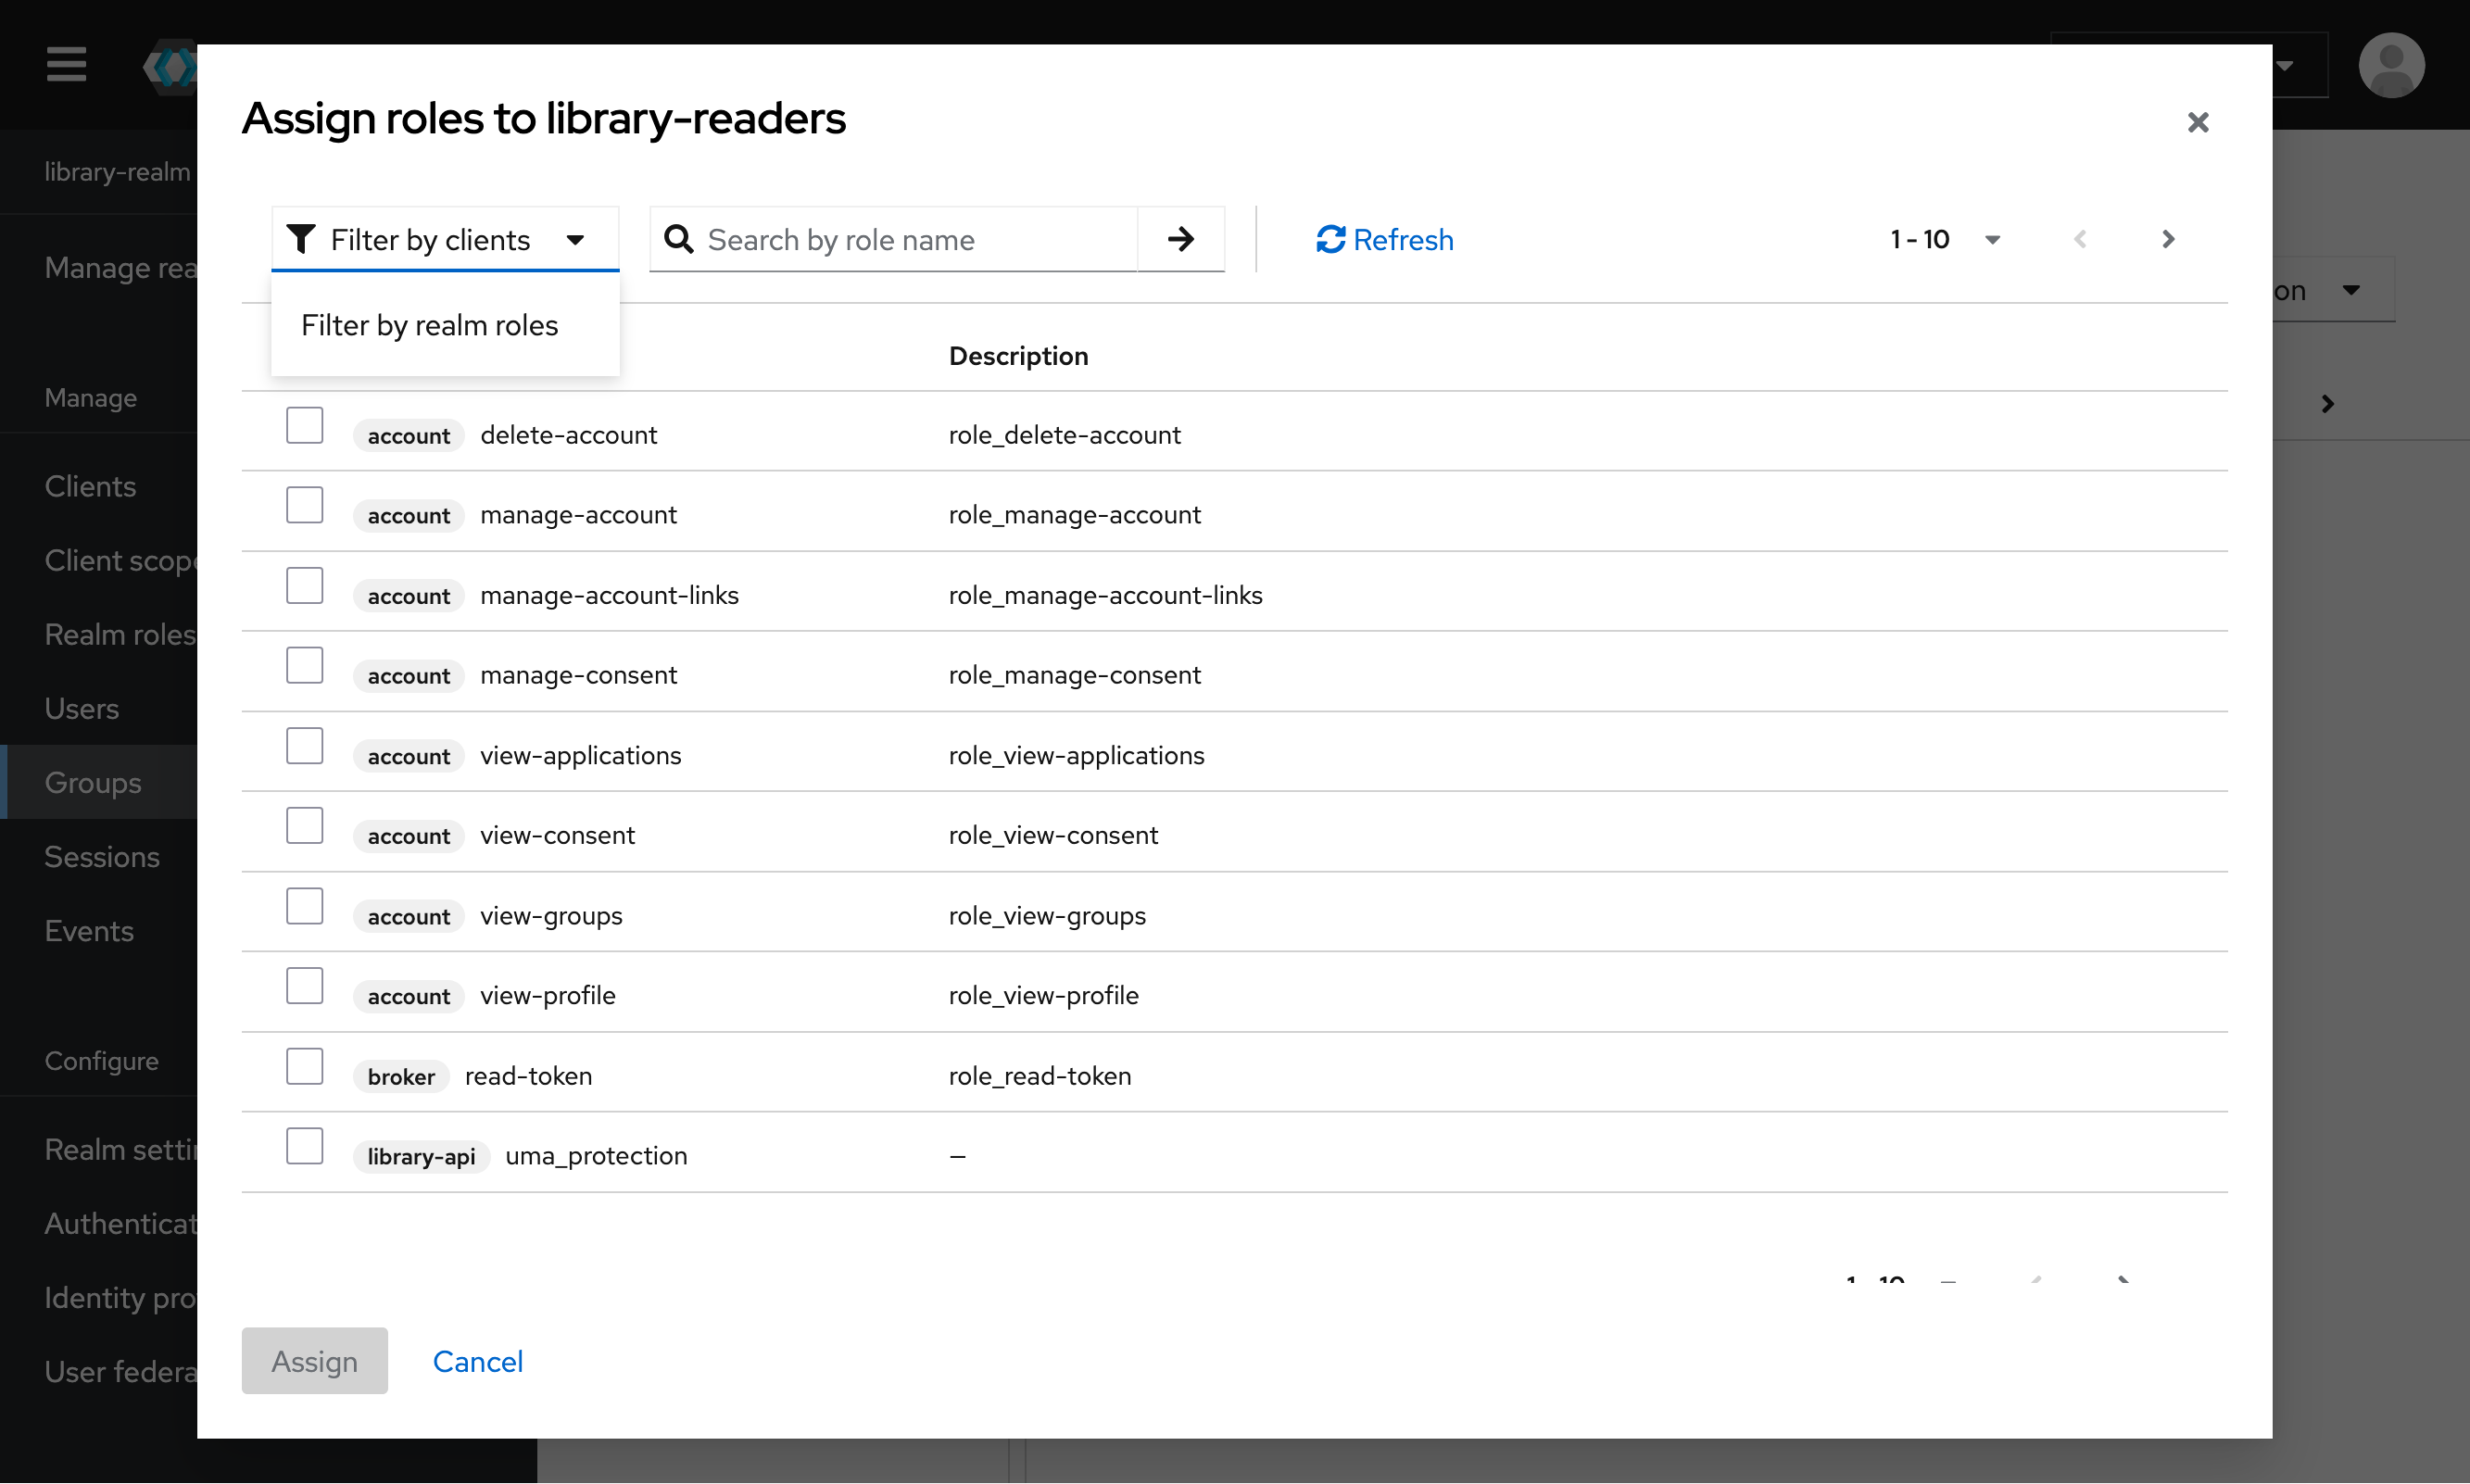 Assign roles to library-readers
Filter by clients
Search by role name
Refresh
1 - 10
Filter by realm roles
Description
account delete-account role_delete-account
account manage-account role_manage-account
account manage-account-links role_manage-account-links
account manage-consent role_manage-consent
account view-applications role_view-applications
account view-consent role_view-consent
account view-groups role_view-groups
account view-profile role_view-profile
broker read-token role_read-token
library-api uma_protection –
1 - 10
Assign
Cancel
library-realm
Manage rea
Manage
Clients
Client scope
Realm roles
Users
Groups
Sessions
Events
Configure
Realm settin
Authenticat
Identity pro
User federa
on